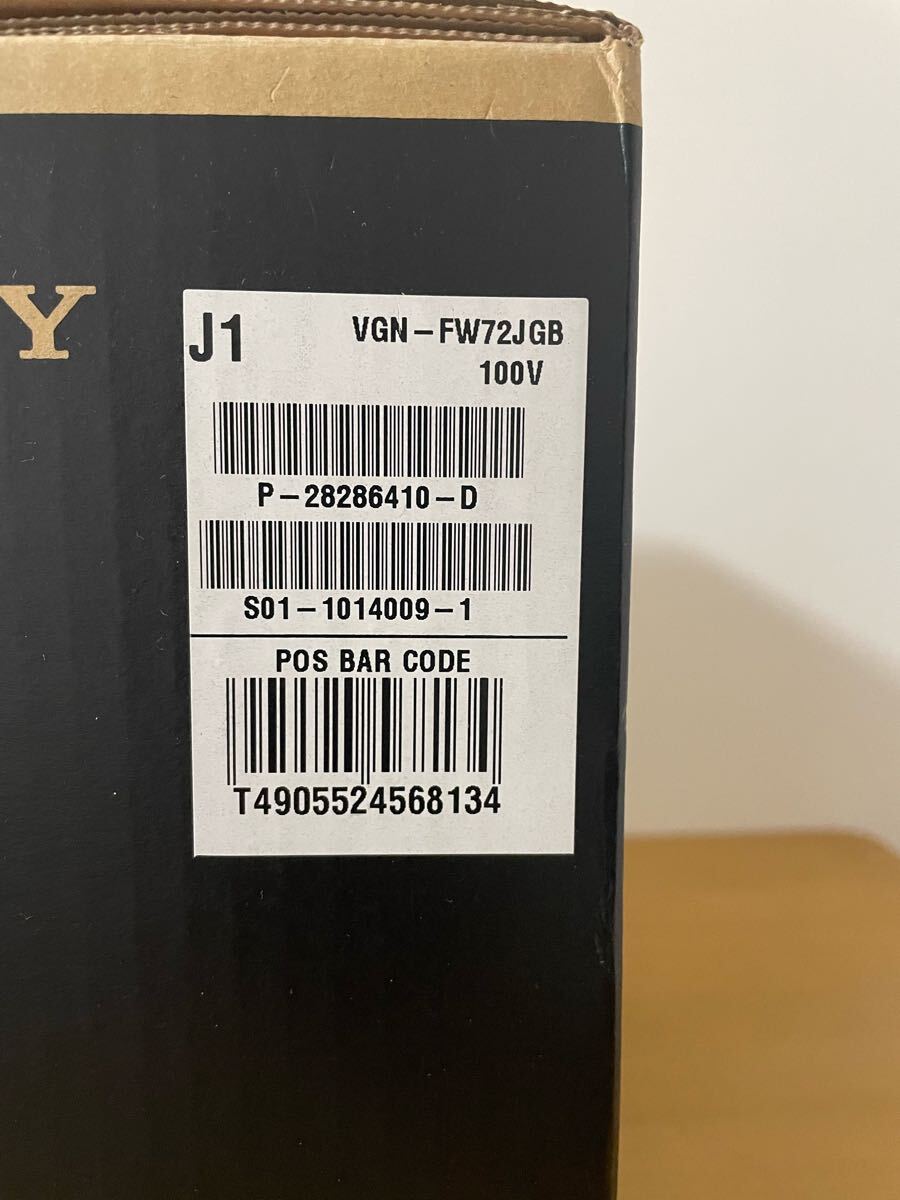 Y
J1
VGN-FW72JGB
100V
P-28286410-D
S01-1014009-1
POS BAR CODE
T4905524568134